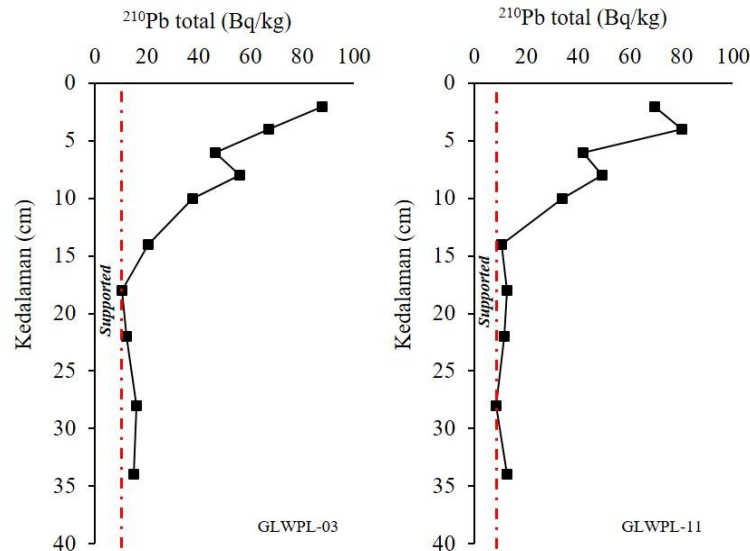 ²¹⁰Pb total (Bq/kg)
0 20 40 60 80 100
0
5
10
15
20
25
30
35
40
Kedalaman (cm)
Supported
GLWPL-03
²¹⁰Pb total (Bq/kg)
0 20 40 60 80 100
0
5
10
15
20
25
30
35
40
Kedalaman (cm)
Supported
GLWPL-11